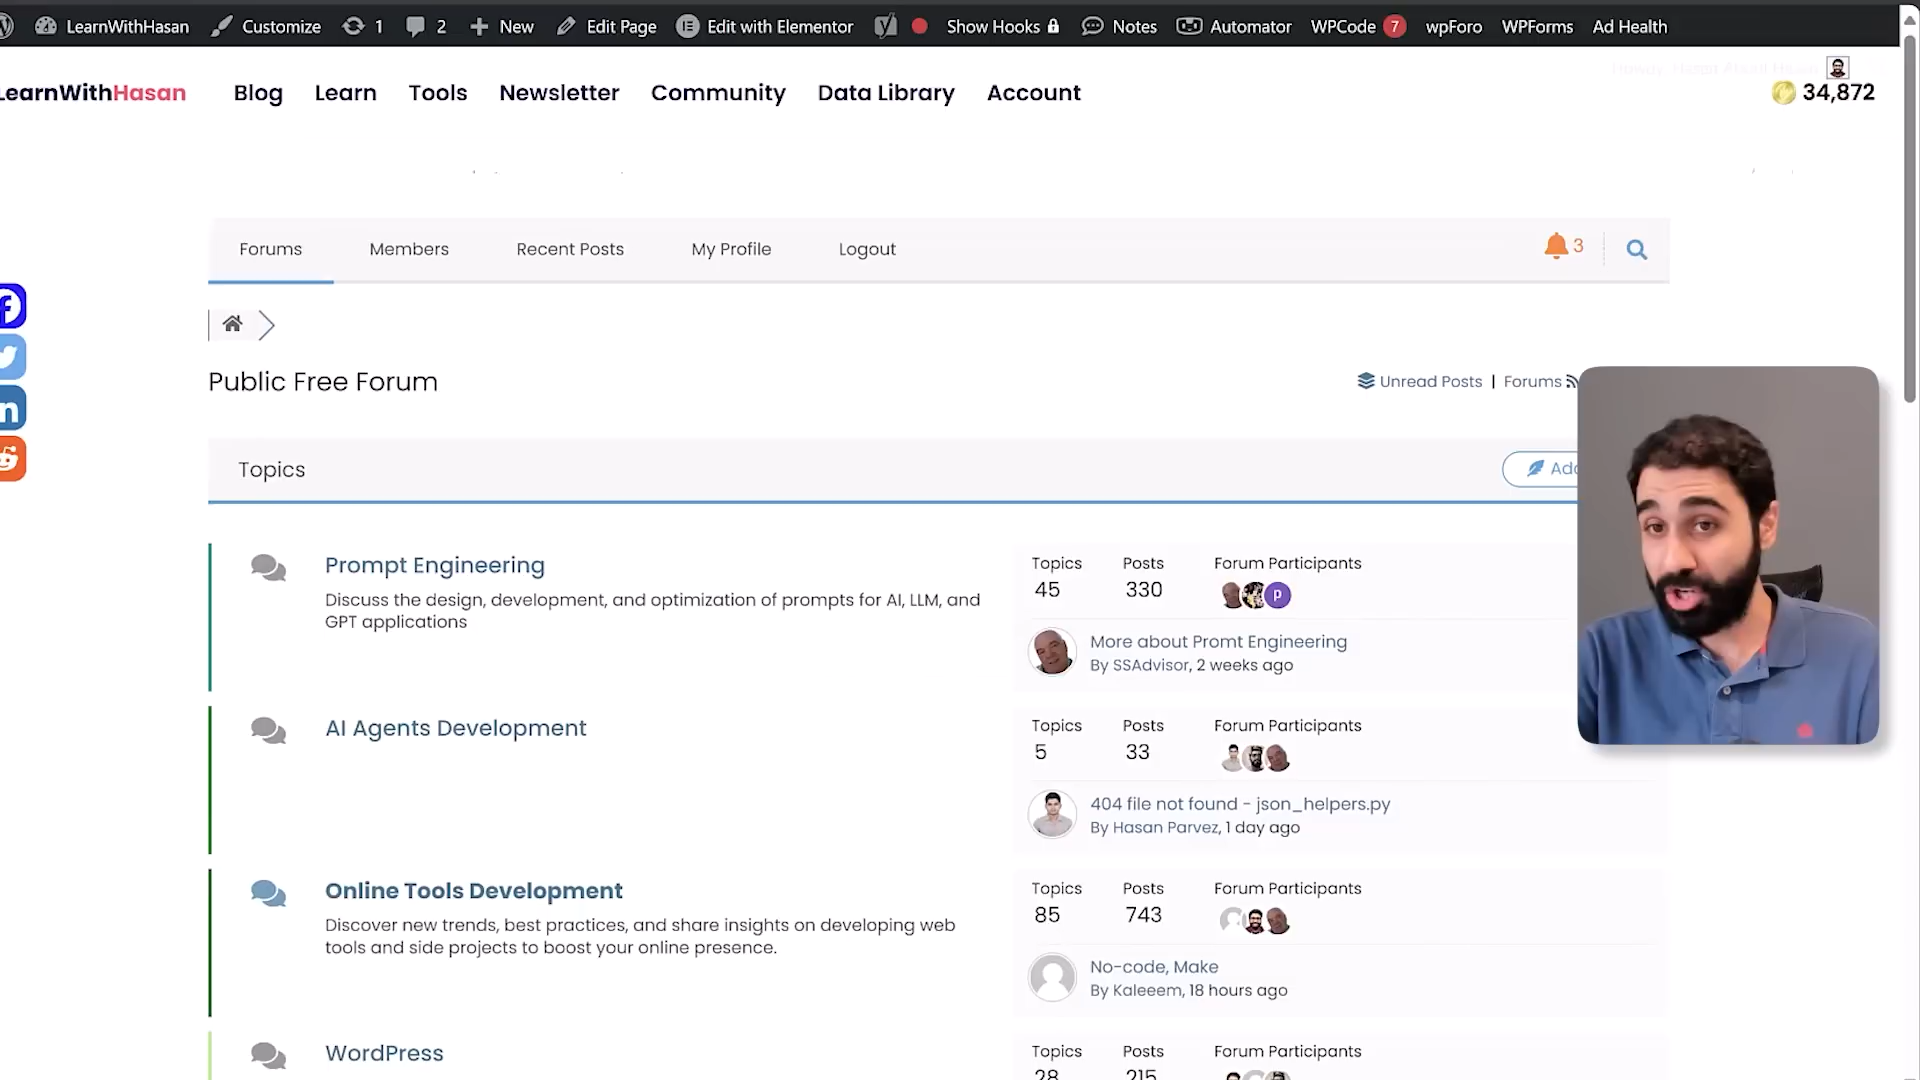 LearnWithHasan Customize 1 2 New Edit Page Edit with Elementor Show Hooks Notes Automator WPCode 7 wpForo WPForms Ad Health
LearnWithHasan Blog Learn Tools Newsletter Community Data Library Account 34,872
Forums Members Recent Posts My Profile Logout 3
Public Free Forum Unread Posts | Forums
Topics Add
Prompt Engineering
Discuss the design, development, and optimization of prompts for AI, LLM, and
GPT applications
Topics Posts Forum Participants
45 330 P
More about Promt Engineering
By SSAdvisor, 2 weeks ago
AI Agents Development
Topics Posts Forum Participants
5 33
404 file not found - json_helpers.py
By Hasan Parvez, 1 day ago
Online Tools Development
Discover new trends, best practices, and share insights on developing web
tools and side projects to boost your online presence.
Topics Posts Forum Participants
85 743
No-code, Make
By Kaleeem, 18 hours ago
WordPress
Topics Posts Forum Participants
28 215